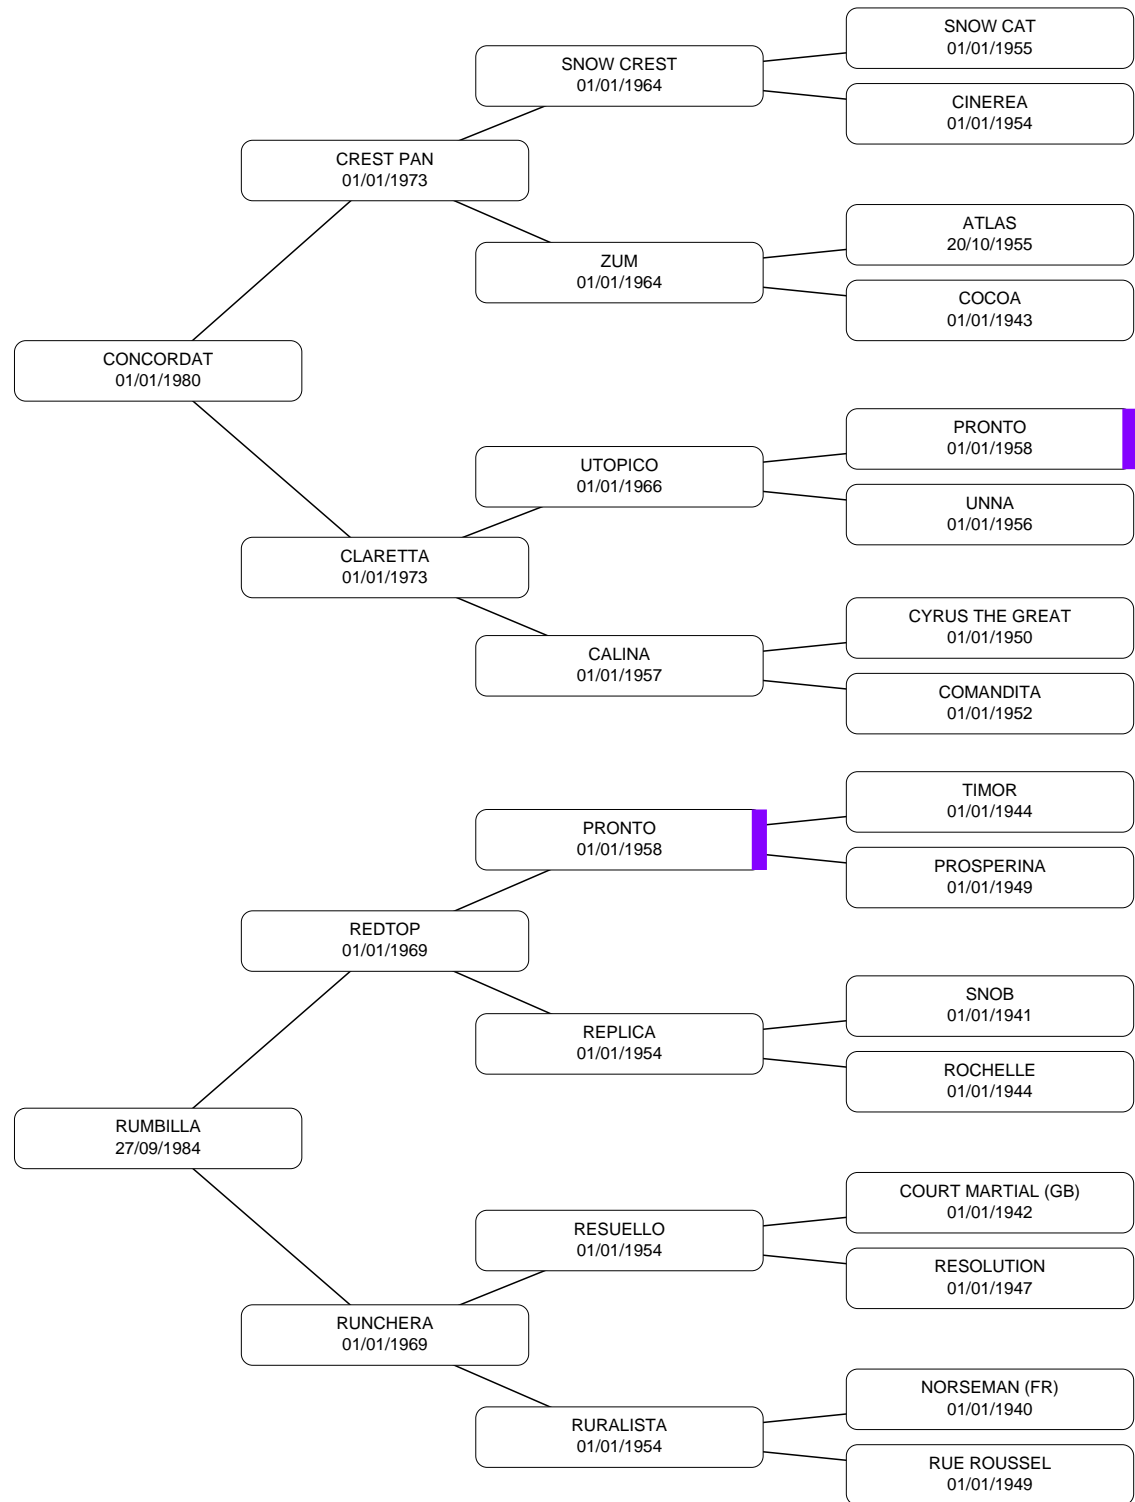 SNOW CAT
01/01/1955
SNOW CREST
01/01/1964
CINEREA
01/01/1954
CREST PAN
01/01/1973
ATLAS
20/10/1955
ZUM
01/01/1964
COCOA
01/01/1943
CONCORDAT
01/01/1980
PRONTO
01/01/1958
UTOPICO
01/01/1966
UNNA
01/01/1956
CLARETTA
01/01/1973
CYRUS THE GREAT
01/01/1950
CALINA
01/01/1957
COMANDITA
01/01/1952
TIMOR
01/01/1944
PRONTO
01/01/1958
PROSPERINA
01/01/1949
REDTOP
01/01/1969
SNOB
01/01/1941
REPLICA
01/01/1954
ROCHELLE
01/01/1944
RUMBILLA
27/09/1984
COURT MARTIAL (GB)
01/01/1942
RESUELLO
01/01/1954
RESOLUTION
01/01/1947
RUNCHERA
01/01/1969
NORSEMAN (FR)
01/01/1940
RURALISTA
01/01/1954
RUE ROUSSEL
01/01/1949